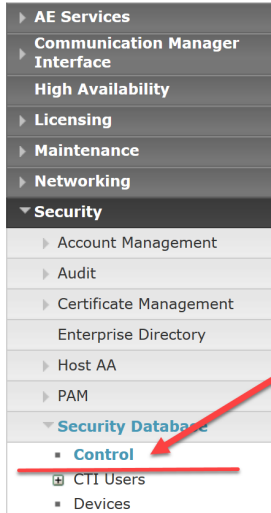 AE Services
Communication Manager
Interface
High Availability
Licensing
Maintenance
Networking
Security
Account Management
Audit
Certificate Management
Enterprise Directory
Host AA
PAM
Security Database
Control
CTI Users
Devices